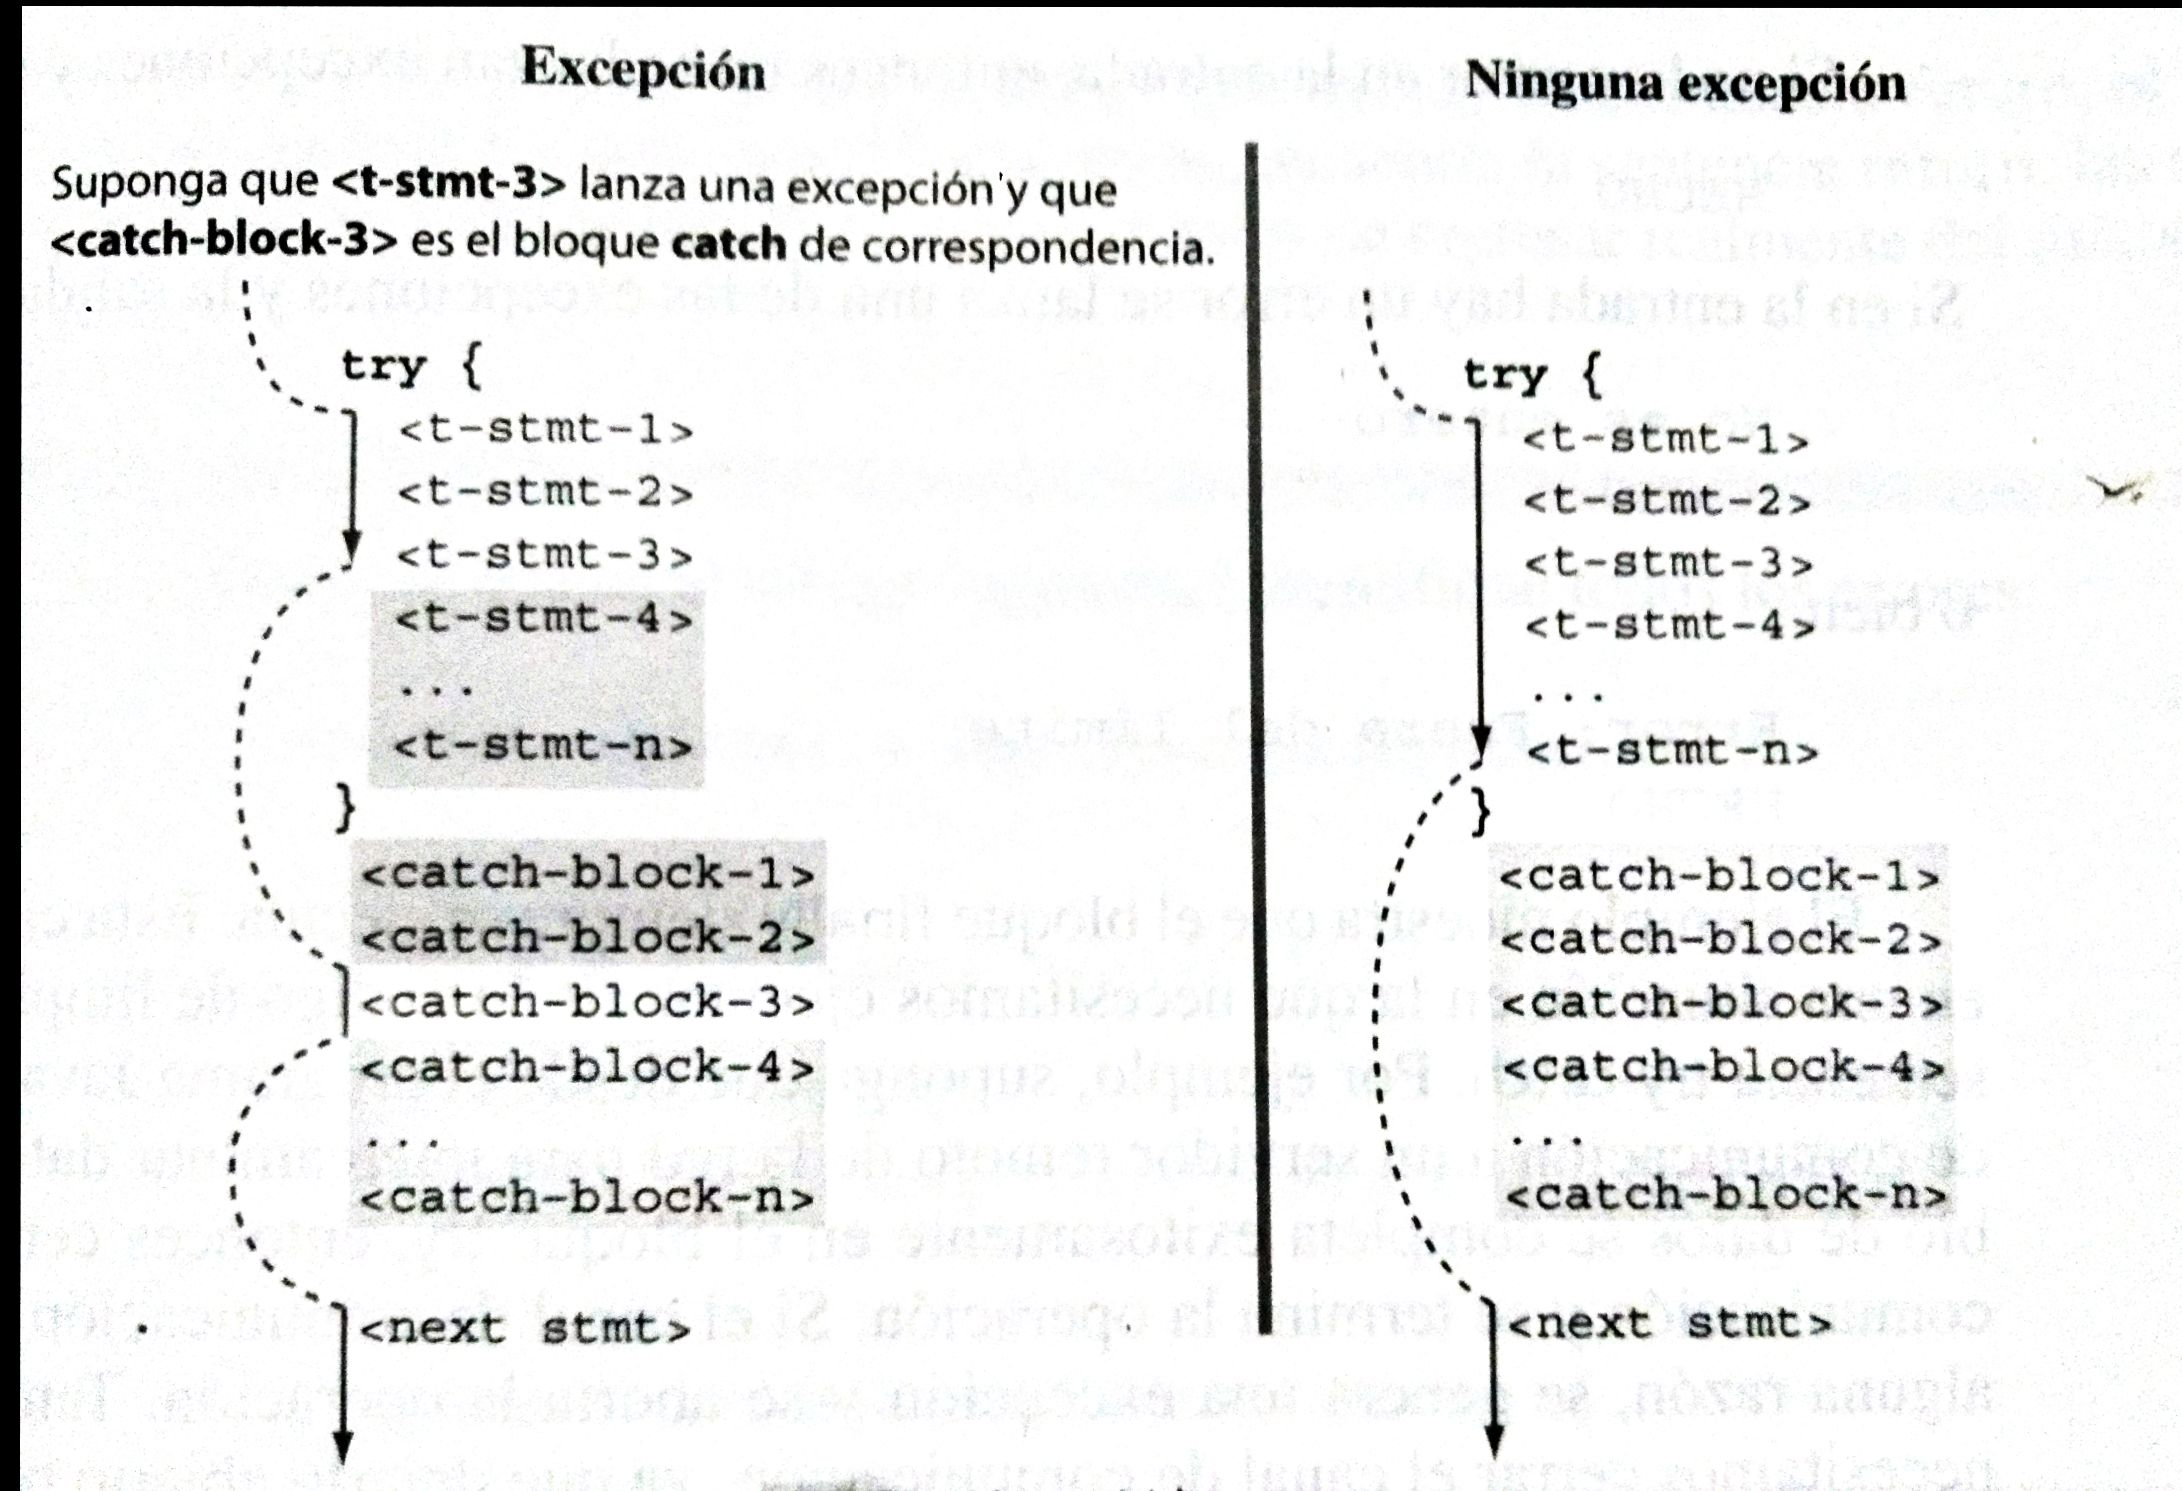 Excepción
Suponga que <t-stmt-3> lanza una excepción y que
<catch-block-3> es el bloque catch de correspondencia.
try {
<t-stmt-1>
<t-stmt-2>
<t-stmt-3>
<t-stmt-4>
...
<t-stmt-n>
}
<catch-block-1>
<catch-block-2>
<catch-block-3>
<catch-block-4>
...
<catch-block-n>
<next stmt>
Ninguna excepción
try {
<t-stmt-1>
<t-stmt-2>
<t-stmt-3>
<t-stmt-4>
...
<t-stmt-n>
}
<catch-block-1>
<catch-block-2>
<catch-block-3>
<catch-block-4>
...
<catch-block-n>
<next stmt>